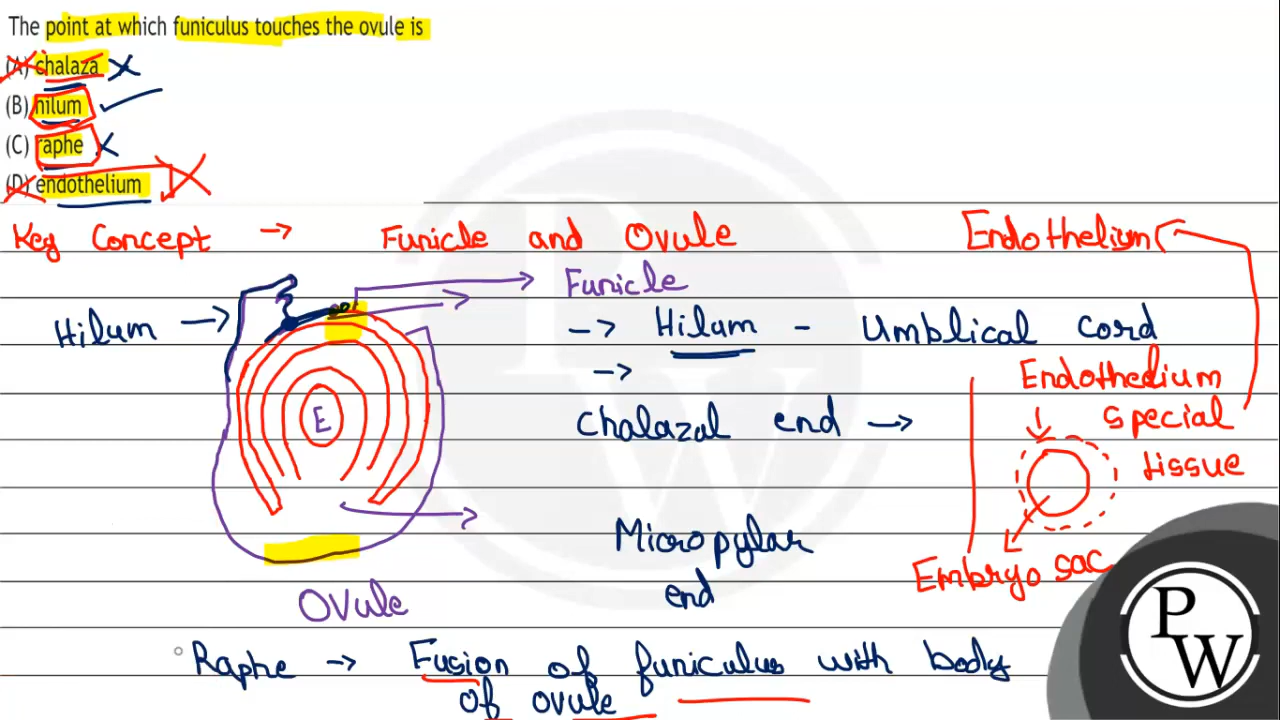 The point at which funiculus touches the ovule is
(A) chalaza
(B) hilum
(C) raphe
(D) endothelium
Key Concept → Funicle and Ovule
Endothelium
Funicle
Hilum →
→ Hilum - Umblical cord
→
Endothelium
special
tissue
E
Chalazal end →
Micropylar
end
Embryo sac
Ovule
Raphe → Fusion of funiculus with body
of ovule
P
W